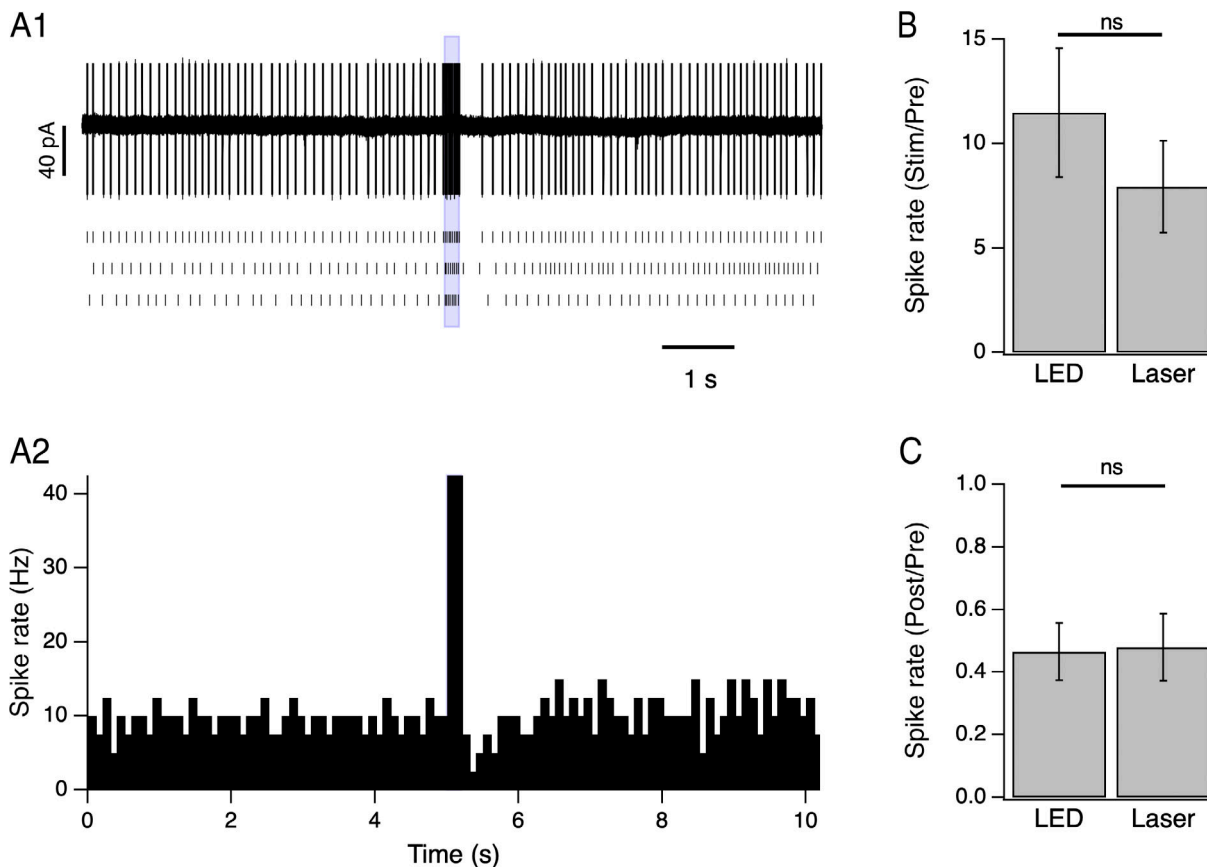 A1
40 pA
1 s
B
ns
Spike rate (Stim/Pre)
15
10
5
0
LED Laser
A2
Spike rate (Hz)
40
30
20
10
0
0 2 4 6 8 10
Time (s)
C
ns
Spike rate (Post/Pre)
1.0
0.8
0.6
0.4
0.2
0.0
LED Laser